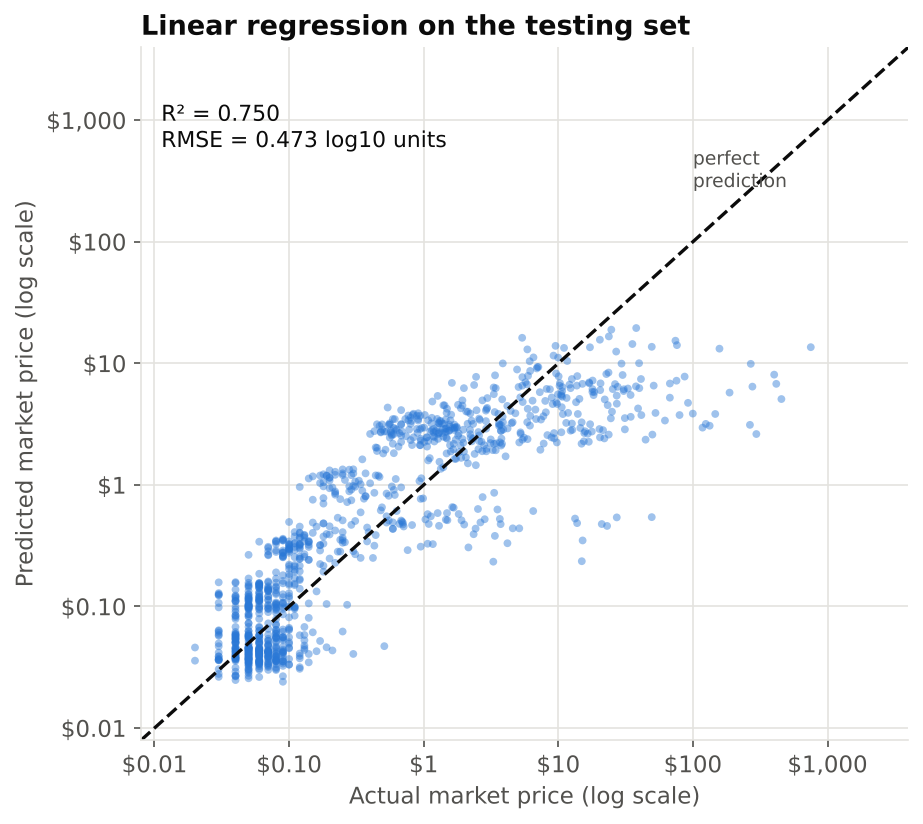 Linear regression on the testing set
R² = 0.750
RMSE = 0.473 log10 units
perfect
prediction
Predicted market price (log scale)
$1,000
$100
$10
$1
$0.10
$0.01
$0.01 $0.10 $1 $10 $100 $1,000
Actual market price (log scale)